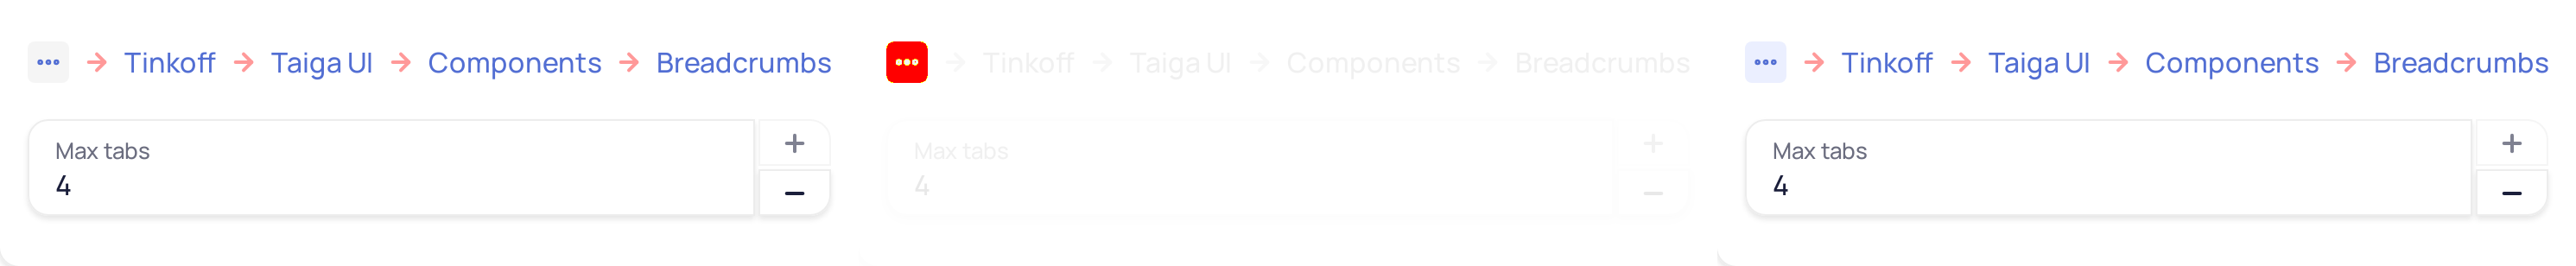 ••• → Tinkoff → Taiga UI → Components → Breadcrumbs
Max tabs
4
+
−
••• → Tinkoff → Taiga UI → Components → Breadcrumbs
Max tabs
4
+
−
••• → Tinkoff → Taiga UI → Components → Breadcrumbs
Max tabs
4
+
−